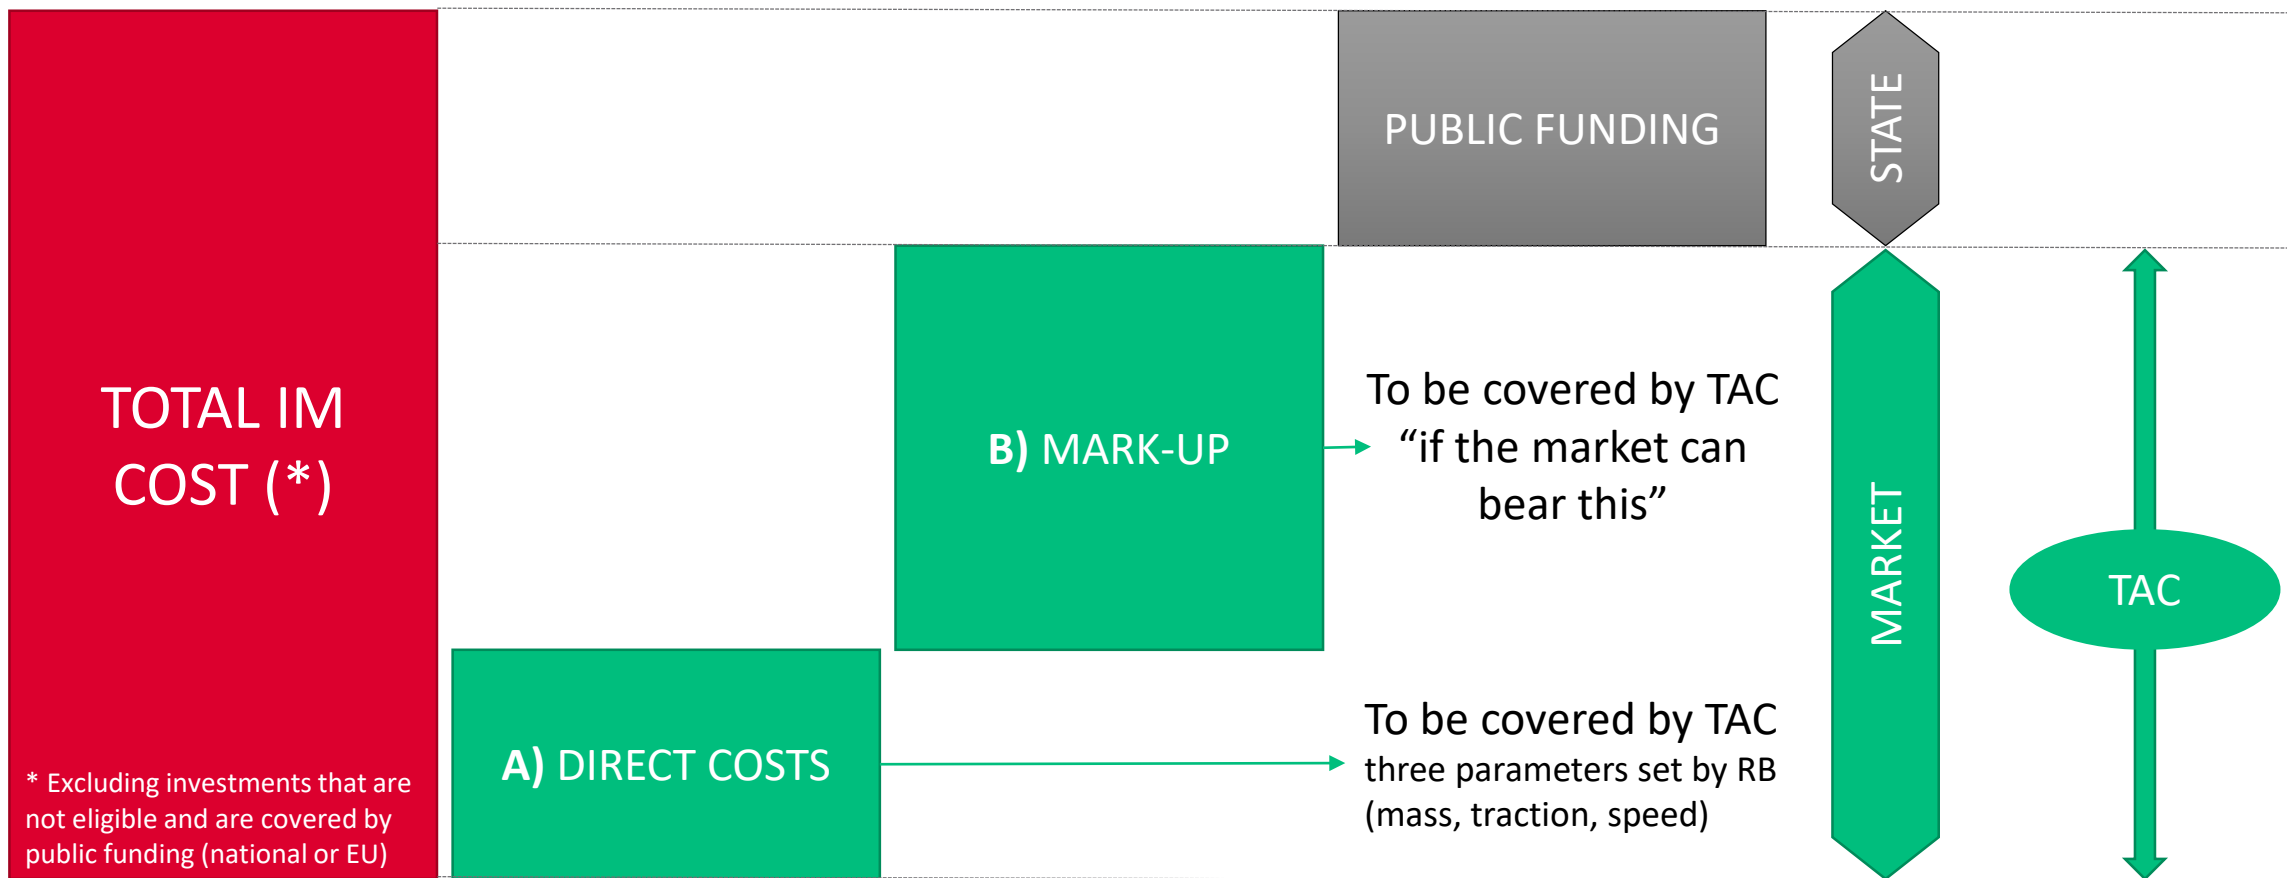 TOTAL IM
COST (*)
* Excluding investments that are
not eligible and are covered by
public funding (national or EU)
A) DIRECT COSTS
B) MARK-UP
PUBLIC FUNDING
To be covered by TAC
“if the market can
bear this”
To be covered by TAC
three parameters set by RB
(mass, traction, speed)
STATE
MARKET
TAC